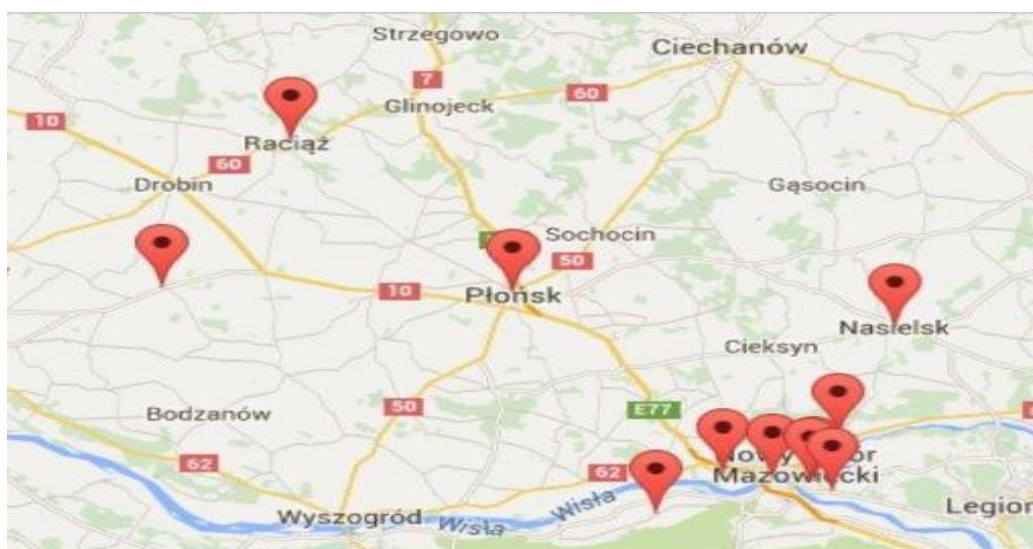 Strzegowo
Ciechanów
7
60
Glinojeck
10
Raciąż
60
Drobin
Gąsocin
Sochocin
50
10
Płońsk
Nasielsk
Cieksyn
50
E77
Bodzanów
62
62
Mazowiecki
Legion
Wyszogród
Wisła
Wisła